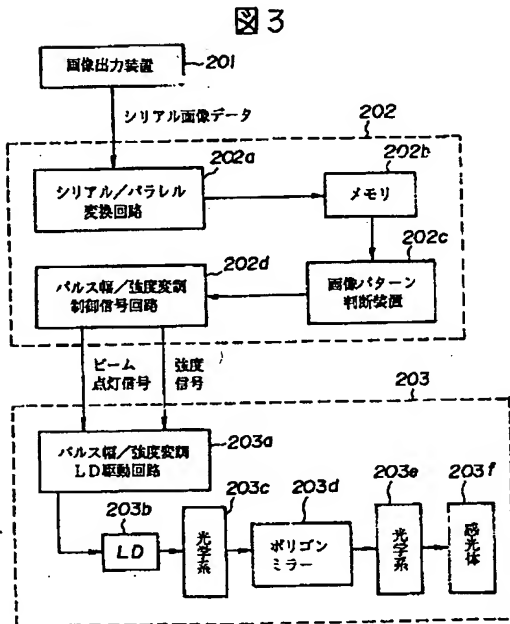 図3
画像出力装置
201
シリアル画像データ
202
202a
シリアル/パラレル
変換回路
202b
メモリ
202c
画像パターン
判断装置
202d
パルス幅/強度変調
制御信号回路
ビーム
点灯信号
強度
信号
203
203a
パルス幅/強度変調
LD駆動回路
203b
LD
203c
光学系
203d
ポリゴン
ミラー
203e
光学系
203f
感光体